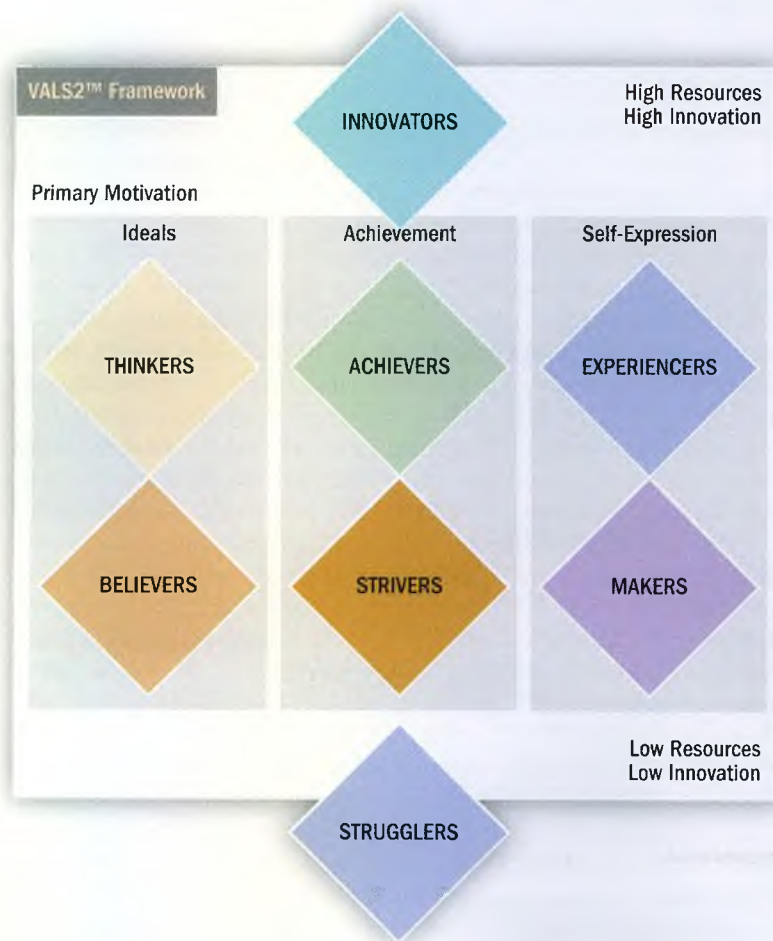 VALS2™ Framework
INNOVATORS
High Resources
High Innovation
Primary Motivation
Ideals
Achievement
Self-Expression
THINKERS
ACHIEVERS
EXPERIENCERS
BELIEVERS
STRIVERS
MAKERS
Low Resources
Low Innovation
STRUGGLERS